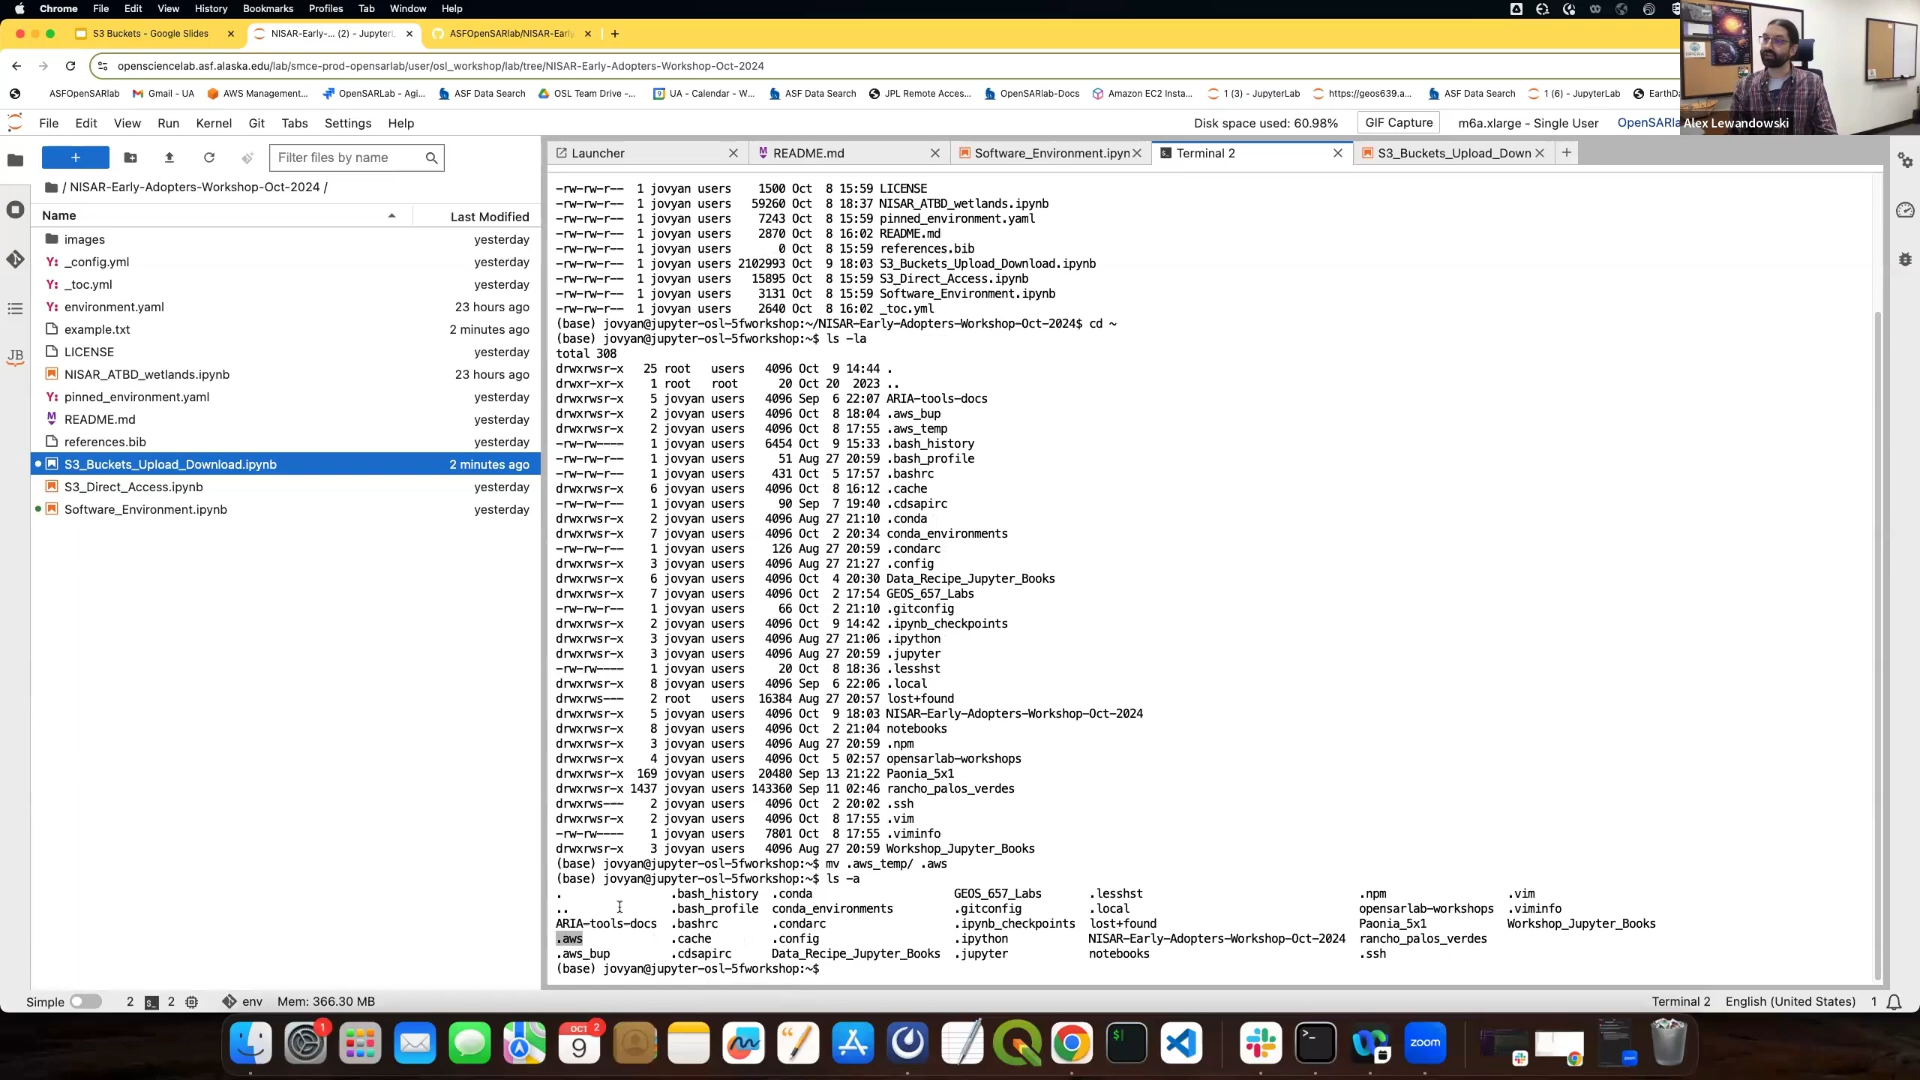 Chrome File Edit View History Bookmarks Profiles Tab Window Help
S3 Buckets - Google Slides
NISAR-Early-... (2) - JupyterL
ASFOpenSARlab/NISAR-Early
openciencelab.asf.alaska.edu/lab/smce-prod-opensarlab/user/osl_workshop/lab/tree/NISAR-Early-Adopters-Workshop-Oct-2024
ASFOpenSARlab Gmail - UA AWS Management... OpenSARLab - Agi... ASF Data Search OSL Team Drive -... UA - Calendar - W... ASF Data Search JPL Remote Acces... OpenSARlab-Docs Amazon EC2 Insta... 1 (3) - JupyterLab https://geos639.a... ASF Data Search 1 (6) - JupyterLab EarthDa
File Edit View Run Kernel Git Tabs Settings Help
Disk space used: 60.98% GIF Capture m6a.xlarge - Single User OpenSARla
Alex Lewandowski
Filter files by name
/ NISAR-Early-Adopters-Workshop-Oct-2024 /
Name Last Modified
images yesterday
_config.yml yesterday
_toc.yml yesterday
environment.yaml 23 hours ago
example.txt 2 minutes ago
LICENSE yesterday
NISAR_ATBD_wetlands.ipynb 23 hours ago
pinned_environment.yaml yesterday
README.md yesterday
references.bib yesterday
S3_Buckets_Upload_Download.ipynb 2 minutes ago
S3_Direct_Access.ipynb yesterday
Software_Environment.ipynb yesterday
Launcher README.md Software_Environment.ipyn Terminal 2 S3_Buckets_Upload_Down
-rw-rw-r-- 1 jovyan users 1500 Oct 8 15:59 LICENSE
-rw-rw-r-- 1 jovyan users 59260 Oct 8 18:37 NISAR_ATBD_wetlands.ipynb
-rw-rw-r-- 1 jovyan users 7243 Oct 8 15:59 pinned_environment.yaml
-rw-rw-r-- 1 jovyan users 2870 Oct 8 16:02 README.md
-rw-rw-r-- 1 jovyan users 0 Oct 8 15:59 references.bib
-rw-rw-r-- 1 jovyan users 2102993 Oct 9 18:03 S3_Buckets_Upload_Download.ipynb
-rw-rw-r-- 1 jovyan users 15895 Oct 8 15:59 S3_Direct_Access.ipynb
-rw-rw-r-- 1 jovyan users 3131 Oct 8 15:59 Software_Environment.ipynb
-rw-rw-r-- 1 jovyan users 2640 Oct 8 16:02 _toc.yml
(base) jovyan@jupyter-osl-5fworkshop:~/NISAR-Early-Adopters-Workshop-Oct-2024$ cd ~
(base) jovyan@jupyter-osl-5fworkshop:~$ ls -la
total 308
drwxrwsr-x 25 root users 4096 Oct 9 14:44 .
drwxr-xr-x 1 root root 20 Oct 20 2023 ..
drwxrwsr-x 5 jovyan users 4096 Sep 6 22:07 ARIA-tools-docs
drwxrwsr-x 2 jovyan users 4096 Oct 8 18:04 .aws_bup
drwxrwsr-x 2 jovyan users 4096 Oct 8 17:55 .aws_temp
-rw-rw---- 1 jovyan users 6454 Oct 9 15:33 .bash_history
-rw-rw-r-- 1 jovyan users 51 Aug 27 20:59 .bash_profile
-rw-rw-r-- 1 jovyan users 431 Oct 5 17:57 .bashrc
drwxrwsr-x 6 jovyan users 4096 Oct 8 16:12 .cache
-rw-rw-r-- 1 jovyan users 90 Sep 7 19:40 .cdsapirc
drwxrwsr-x 2 jovyan users 4096 Aug 27 21:10 .conda
drwxrwsr-x 7 jovyan users 4096 Oct 2 20:34 conda_environments
-rw-rw-r-- 1 jovyan users 126 Aug 27 20:59 .condarc
drwxrwsr-x 3 jovyan users 4096 Aug 27 21:27 .config
drwxrwsr-x 6 jovyan users 4096 Oct 4 20:30 Data_Recipe_Jupyter_Books
drwxrwsr-x 7 jovyan users 4096 Oct 2 17:54 GEOS_657_Labs
-rw-rw-r-- 1 jovyan users 66 Oct 2 21:10 .gitconfig
drwxrwsr-x 2 jovyan users 4096 Oct 9 14:42 .ipynb_checkpoints
drwxrwsr-x 3 jovyan users 4096 Aug 27 21:06 .ipython
drwxrwsr-x 3 jovyan users 4096 Aug 27 20:59 .jupyter
-rw-rw---- 1 jovyan users 20 Oct 8 18:36 .lesshst
drwxrwsr-x 8 jovyan users 4096 Sep 6 22:06 .local
drwxrws--- 2 root users 16384 Aug 27 20:57 lost+found
drwxrwsr-x 5 jovyan users 4096 Oct 9 18:03 NISAR-Early-Adopters-Workshop-Oct-2024
drwxrwsr-x 8 jovyan users 4096 Oct 2 21:04 notebooks
drwxrwsr-x 3 jovyan users 4096 Aug 27 20:59 .npm
drwxrwsr-x 4 jovyan users 4096 Oct 5 02:57 opensarlab-workshops
drwxrwsr-x 169 jovyan users 20480 Sep 13 21:22 Paonia_5x1
drwxrwsr-x 1437 jovyan users 143360 Sep 11 02:46 rancho_palos_verdes
drwxrws--- 2 jovyan users 4096 Oct 2 20:02 .ssh
drwxrwsr-x 2 jovyan users 4096 Oct 8 17:55 .vim
-rw-rw---- 1 jovyan users 7801 Oct 8 17:55 .viminfo
drwxrwsr-x 3 jovyan users 4096 Aug 27 20:59 Workshop_Jupyter_Books
(base) jovyan@jupyter-osl-5fworkshop:~$ mv .aws_temp/ .aws
(base) jovyan@jupyter-osl-5fworkshop:~$ ls -a
. .bash_history .conda GEOS_657_Labs .lesshst .npm .vim
.. .bash_profile conda_environments .gitconfig .local opensarlab-workshops .viminfo
ARIA-tools-docs .bashrc .condarc .ipynb_checkpoints lost+found Paonia_5x1 Workshop_Jupyter_Books
.aws .cache .config .ipython NISAR-Early-Adopters-Workshop-Oct-2024 rancho_palos_verdes
.aws_bup .cdsapirc Data_Recipe_Jupyter_Books .jupyter notebooks .ssh
(base) jovyan@jupyter-osl-5fworkshop:~$
Simple 2 2 env Mem: 366.30 MB Terminal 2 English (United States) 1
OCT 2
9
1
zoom